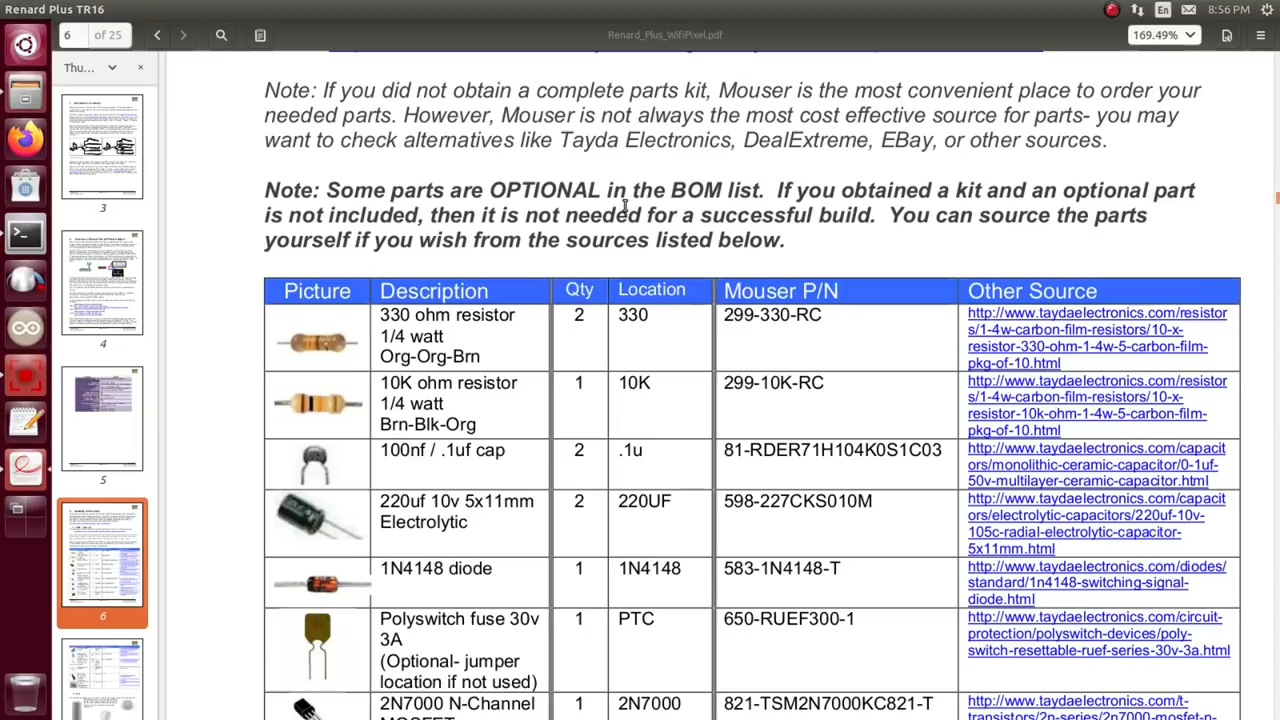 Renard Plus TR16
En
8:56 PM
6
of 25
Renard_Plus_WifiPixel.pdf
169.49%
Thu...
3
4
5
6
Note: If you did not obtain a complete parts kit, Mouser is the most convenient place to order your
needed parts. However, Mouser is not always the most cost effective source for parts- you may
want to check alternatives like Tayda Electronics, DealExtreme, EBay, or other sources.
Note: Some parts are OPTIONAL in the BOM list. If you obtained a kit and an optional part
is not included, then it is not needed for a successful build. You can source the parts
yourself if you wish from the sources listed below.
Picture Description Qty Location Mouser P/N Other Source
330 ohm resistor 2 330 299-330-RC
1/4 watt
Org-Org-Brn
http://www.taydaelectronics.com/resistor
s/1-4w-carbon-film-resistors/10-x-
resistor-330-ohm-1-4w-5-carbon-film-
pkg-of-10.html
10K ohm resistor 1 10K 299-10K-RC
1/4 watt
Brn-Blk-Org
http://www.taydaelectronics.com/resistor
s/1-4w-carbon-film-resistors/10-x-
resistor-10k-ohm-1-4w-5-carbon-film-
pkg-of-10.html
100nf / .1uf cap 2 .1u 81-RDER71H104K0S1C03
http://www.taydaelectronics.com/capacit
ors/monolithic-ceramic-capacitor/0-1uf-
50v-multilayer-ceramic-capacitor.html
220uf 10v 5x11mm 2 220UF 598-227CKS010M
Electrolytic
http://www.taydaelectronics.com/capacit
ors/electrolytic-capacitors/220uf-10v-
105c-radial-electrolytic-capacitor-
5x11mm.html
1N4148 diode 1 1N4148 583-1N4148-T
http://www.taydaelectronics.com/diodes/
standard/1n4148-switching-signal-
diode.html
Polyswitch fuse 30v 1 PTC 650-RUEF300-1
3A
(Optional- jumper
location if not used)
http://www.taydaelectronics.com/circuit-
protection/polyswitch-devices/poly-
switch-resettable-ruef-series-30v-3a.html
2N7000 N-Channel 1 2N7000 821-TSM2N7000KC821-T
MOSFET
http://www.taydaelectronics.com/t-
transistors/2n-series/2n7000-mosfet-n-